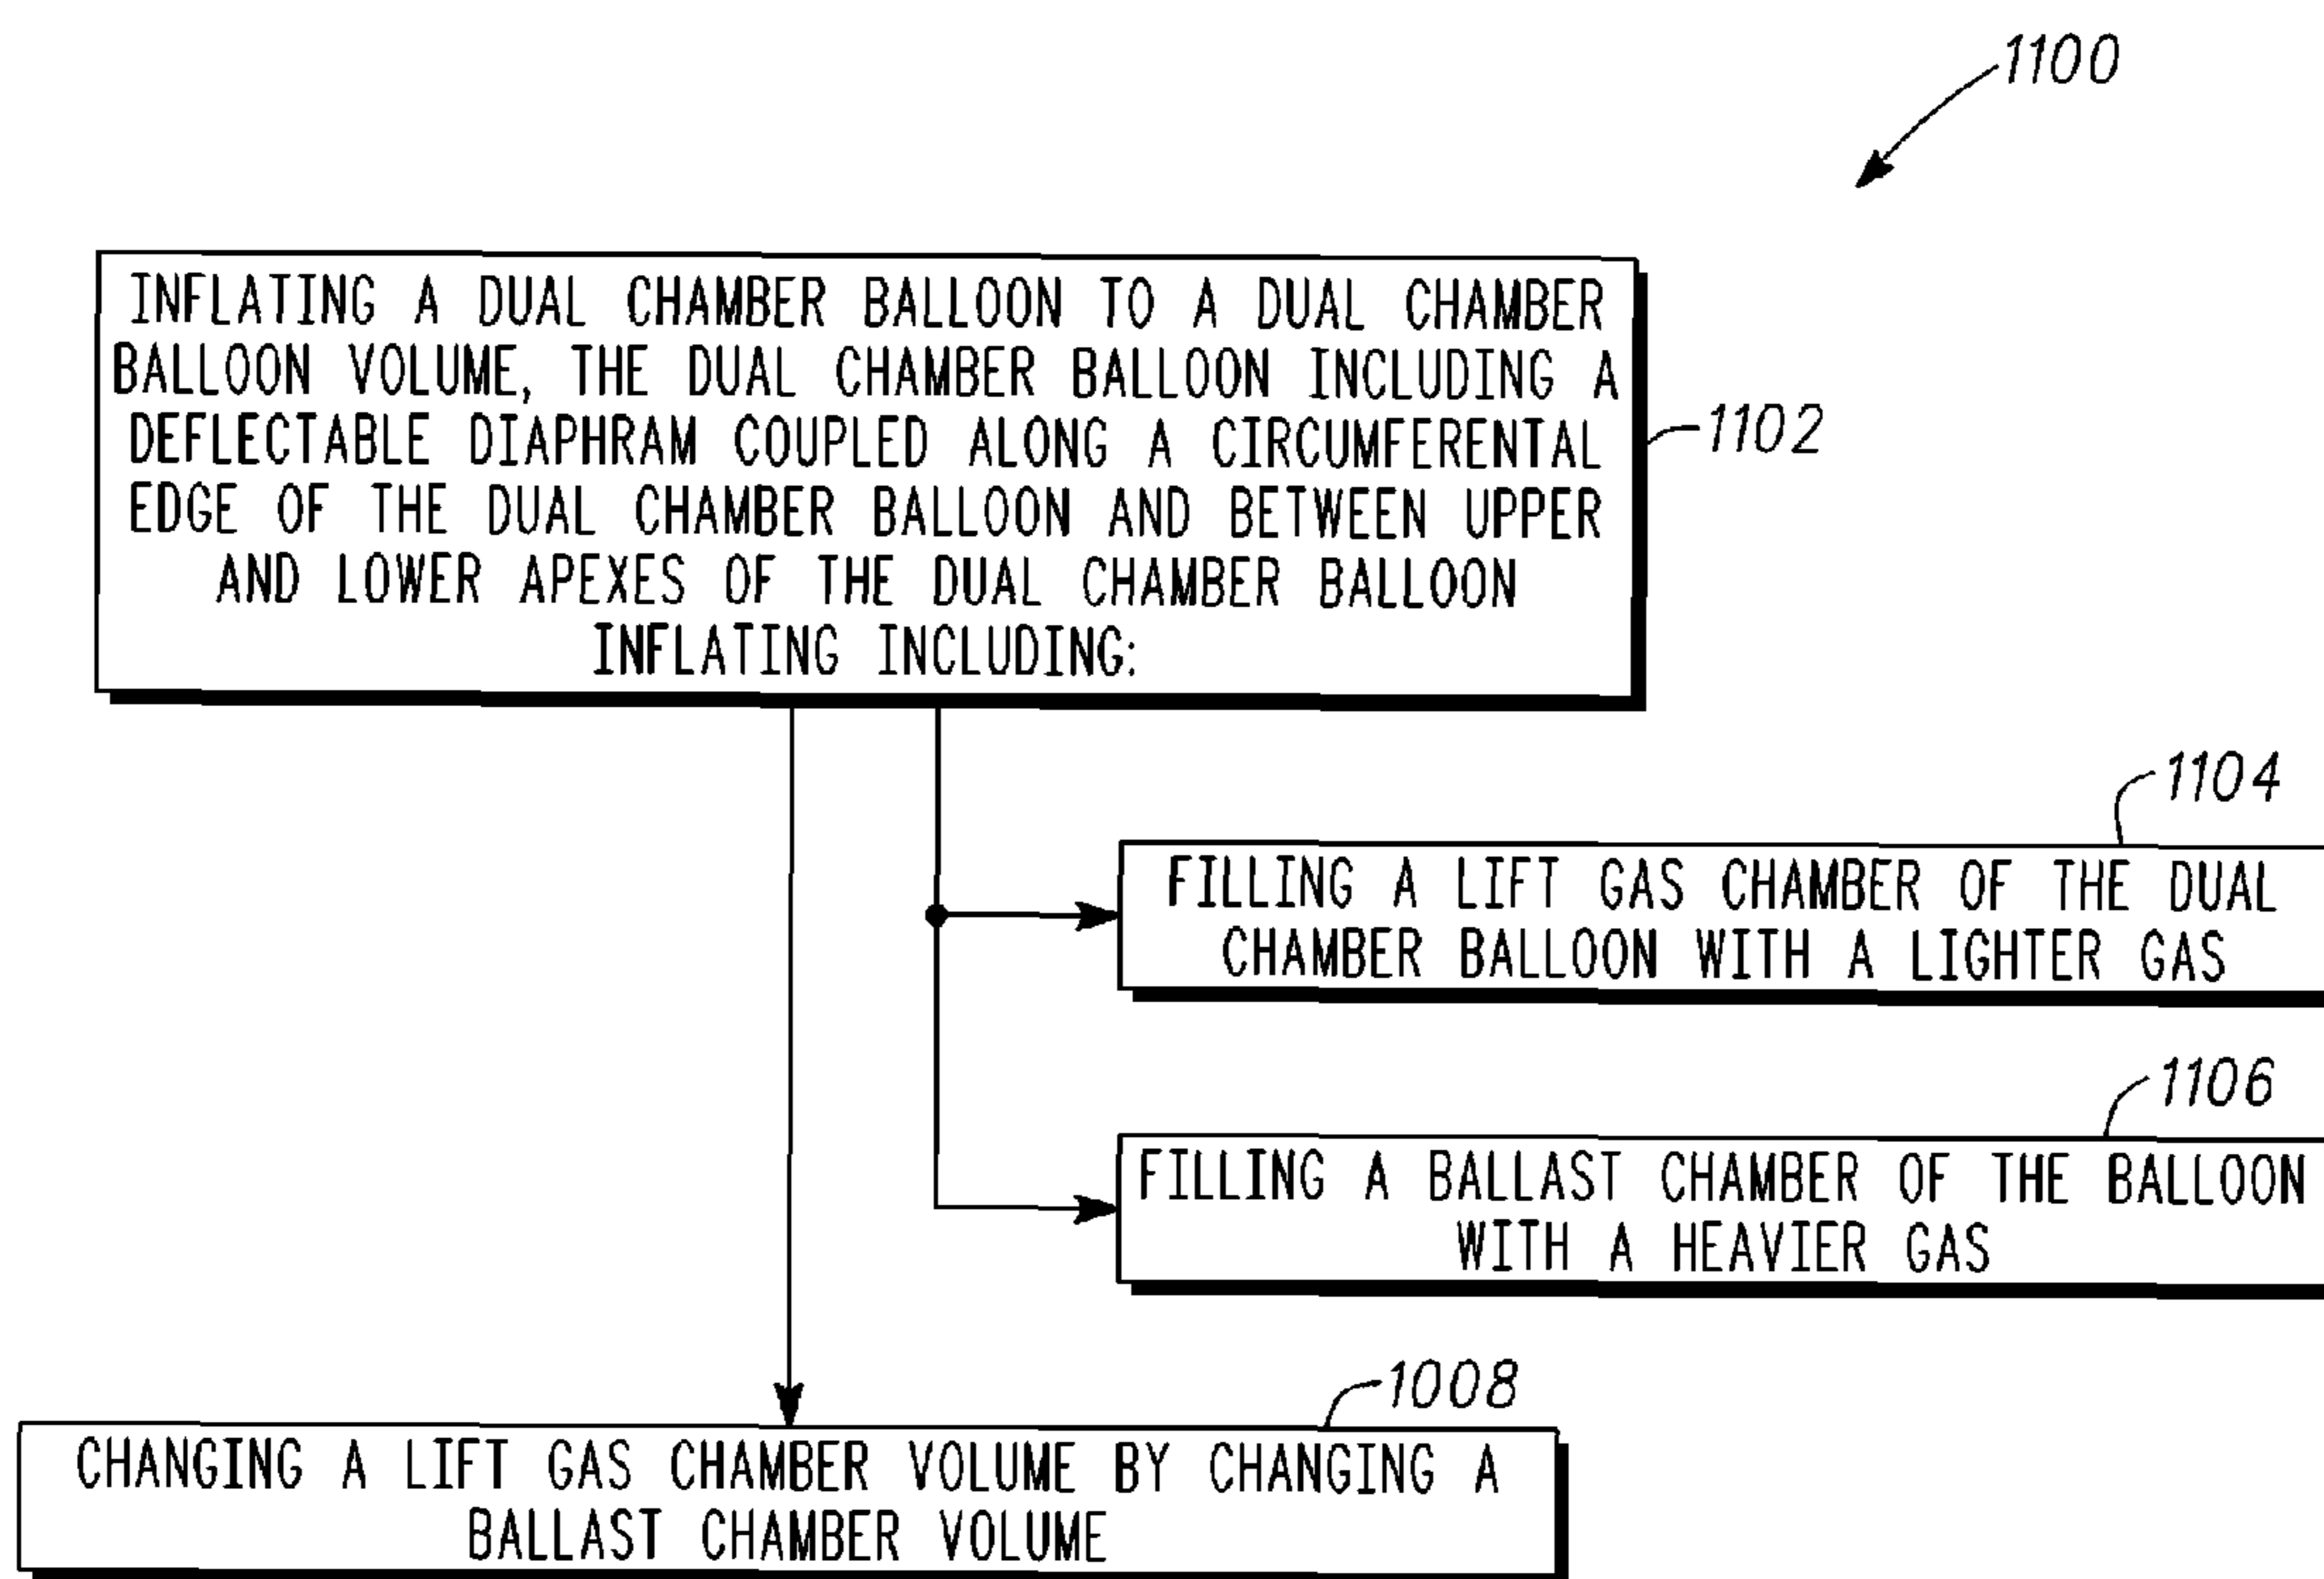 1100
INFLATING A DUAL CHAMBER BALLOON TO A DUAL CHAMBER
BALLOON VOLUME, THE DUAL CHAMBER BALLOON INCLUDING A
DEFLECTABLE DIAPHRAM COUPLED ALONG A CIRCUMFERENTAL
EDGE OF THE DUAL CHAMBER BALLOON AND BETWEEN UPPER
AND LOWER APEXES OF THE DUAL CHAMBER BALLOON
INFLATING INCLUDING:
1102
1104
FILLING A LIFT GAS CHAMBER OF THE DUAL
CHAMBER BALLOON WITH A LIGHTER GAS
1106
FILLING A BALLAST CHAMBER OF THE BALLOON
WITH A HEAVIER GAS
1008
CHANGING A LIFT GAS CHAMBER VOLUME BY CHANGING A
BALLAST CHAMBER VOLUME